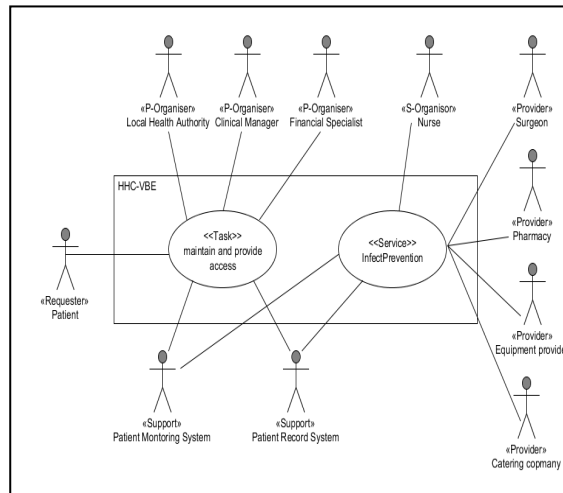 «P-Organiser»
Local Health Authority
«P-Organiser»
Clinical Manager
«P-Organiser»
Financial Specialist
«S-Organisor»
Nurse
«Provider»
Surgeon
HHC-VBE
<<Task>>
maintain and provide
access
<<Service>>
InfectPrevention
«Provider»
Pharmacy
«Requester»
Patient
«Provider»
Equipment provide
«Support»
Patient Montoring System
«Support»
Patient Record System
«Provider»
Catering copmany